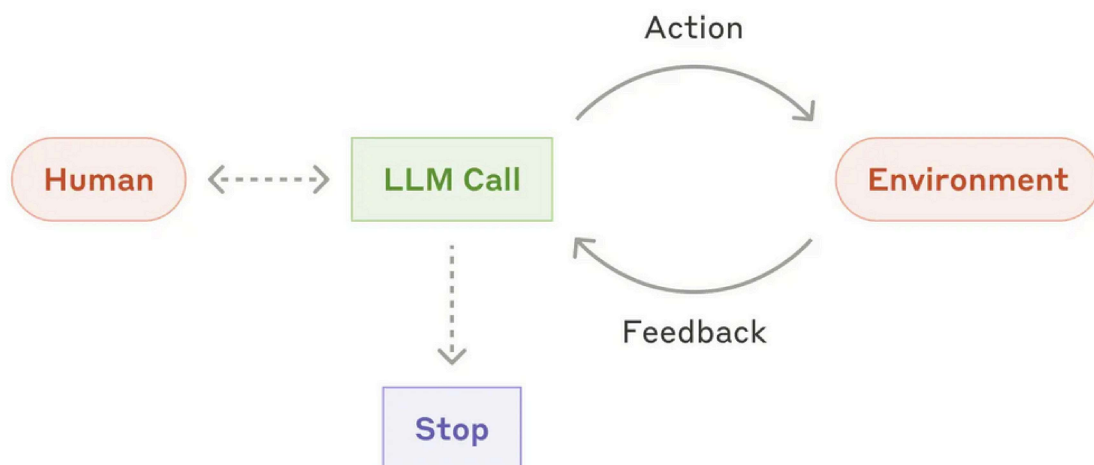 Action
Human
LLM Call
Environment
Feedback
Stop